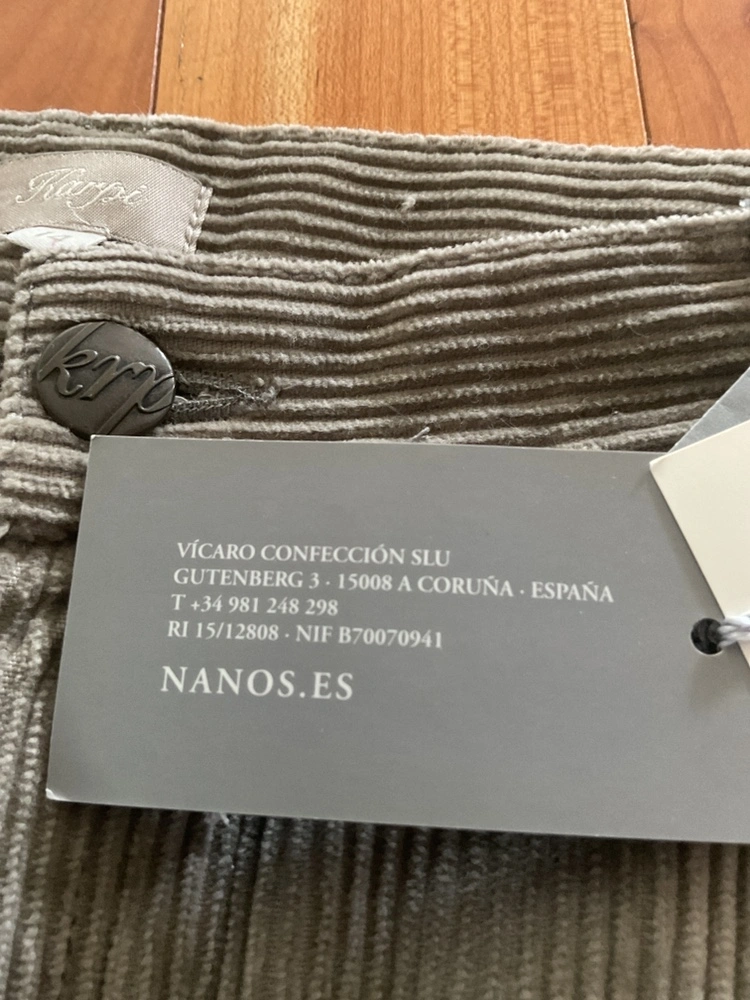 Karpi
krp
VÍCARO CONFECCIÓN SLU
GUTENBERG 3 · 15008 A CORUÑA · ESPAÑA
T +34 981 248 298
RI 15/12808 · NIF B70070941
NANOS.ES